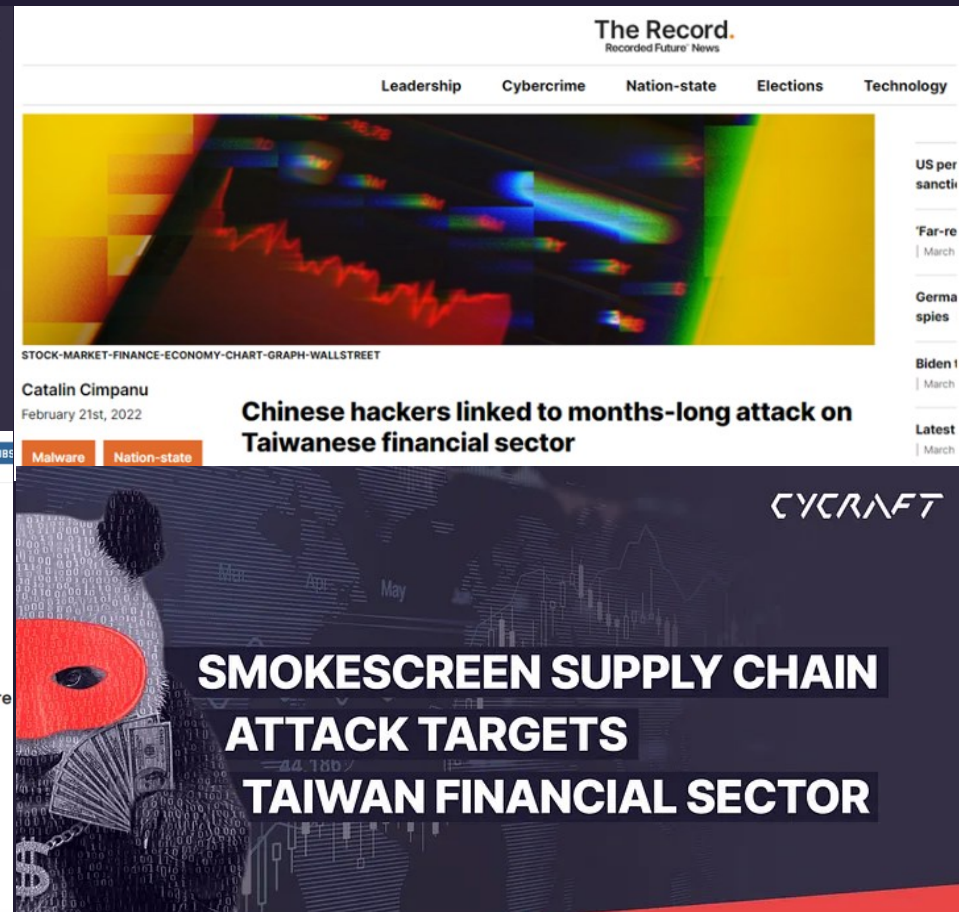 The Record.
Recorded Future® News
Leadership Cybercrime Nation-state Elections Technology
US per
sancti
'Far-re
| March
Germa
spies
Biden
| March
Latest
| March
STOCK-MARKET-FINANCE-ECONOMY-CHART-GRAPH-WALLSTREET
Catalin Cimpanu
February 21st, 2022
Malware Nation-state
Chinese hackers linked to months-long attack on
Taiwanese financial sector
CYCRAFT
Mar Apr May
SMOKESCREEN SUPPLY CHAIN
ATTACK TARGETS
44.186
TAIWAN FINANCIAL SECTOR
$